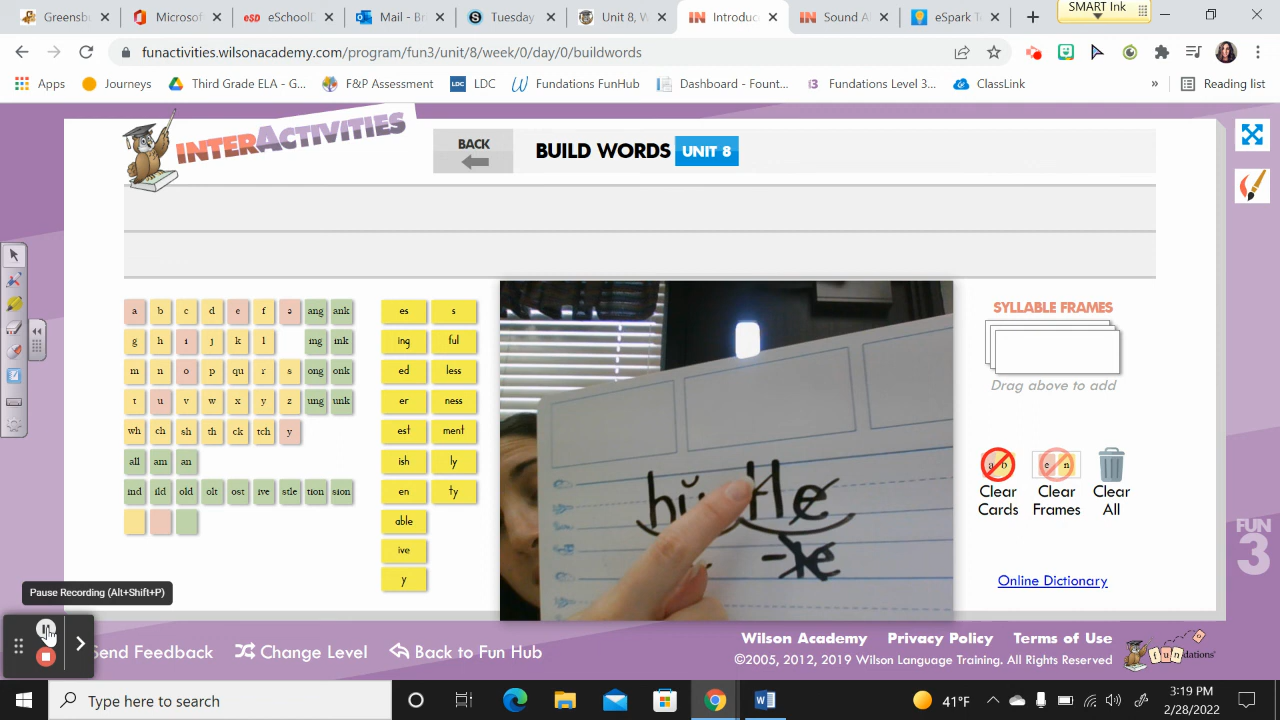 Greensb
Microsof
eSD eSchoolD
Mail - Br
Tuesday
Unit 8, W
IN Introduc
IN Sound A
eSpark T
SMART Ink
funactivities.wilsonacademy.com/program/fun3/unit/8/week/0/day/0/buildwords
Apps Journeys Third Grade ELA - G... F&P Assessment LDC LDC Fundations FunHub Dashboard - Fount... Fundations Level 3... ClassLink » Reading list
INTERACTIVITIES
BACK
BUILD WORDS UNIT 8
a b c d e f ə ang ank
g h i j k l ing ink
m n o p qu r s ong onk
t u v w x y z ung unk
wh ch sh th ck tch y
all am an
ind ild old olt ost ive stle tion sion
es s
ing ful
ed less
er ness
est ment
ish ly
en ty
able
ive
y
-le
SYLLABLE FRAMES
Drag above to add
a b
e n
Clear Cards
Clear Frames
Clear All
Online Dictionary
FUN
3
Pause Recording (Alt+Shift+P)
Send Feedback Change Level Back to Fun Hub
Wilson Academy Privacy Policy Terms of Use
©2005, 2012, 2019 Wilson Language Training. All Rights Reserved
fundations
Type here to search
41°F
3:19 PM
2/28/2022